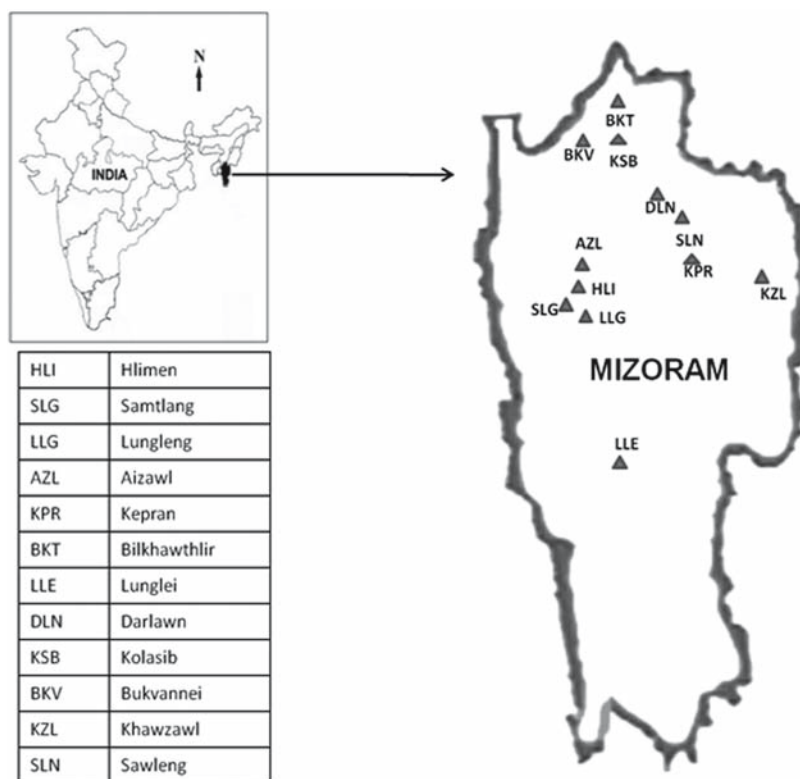 N
INDIA
HLI Hlimen
SLG Samtlang
LLG Lungleng
AZL Aizawl
KPR Kepran
BKT Bilkhawthlir
LLE Lunglei
DLN Darlawn
KSB Kolasib
BKV Bukvannei
KZL Khawzawl
SLN Sawleng
BKT
BKV
KSB
DLN
SLN
AZL
KPR
KZL
HLI
SLG
LLG
MIZORAM
LLE